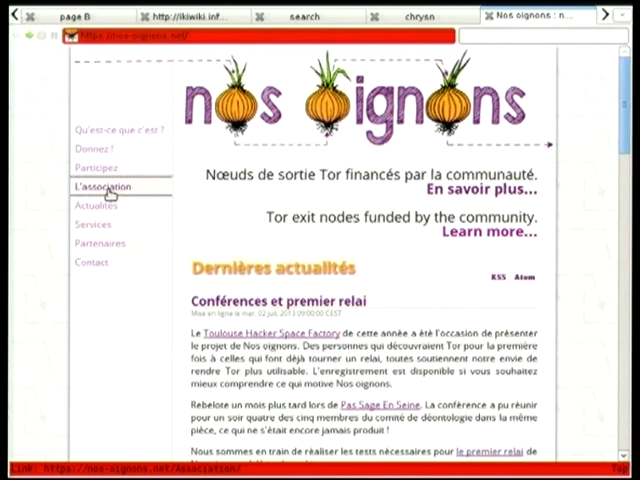 page B
http://ikiwiki.inf...
search
chrysn
Nos oignons : n...
https://nos-oignons.net/
nos oignons
Qu'est-ce que c'est ?
Donnez !
Participez
L'association
Actualités
Services
Partenaires
Contact
Nœuds de sortie Tor financés par la communauté.
En savoir plus...
Tor exit nodes funded by the community.
Learn more...
Dernières actualités
RSS Atom
Conférences et premier relai
Mise en ligne le mar. 02 juil. 2013 09:00:00 CEST
Le Toulouse Hacker Space Factory de cette année a été l'occasion de présenter
le projet de Nos oignons. Des personnes qui découvraient Tor pour la première
fois à celles qui font déjà tourner un relai, toutes soutiennent notre envie de
rendre Tor plus utilisable. L'enregistrement est disponible si vous souhaitez
mieux comprendre ce qui motive Nos oignons.
Rebelote un mois plus tard lors de Pas Sage En Seine. La conférence a pu réunir
pour un soir quatre des cinq membres du comité de déontologie dans la même
pièce, ce qui ne s'était encore jamais produit !
Nous sommes en train de réaliser les tests nécessaires pour le premier relai de
Link: https://nos-oignons.net/Association/
Top